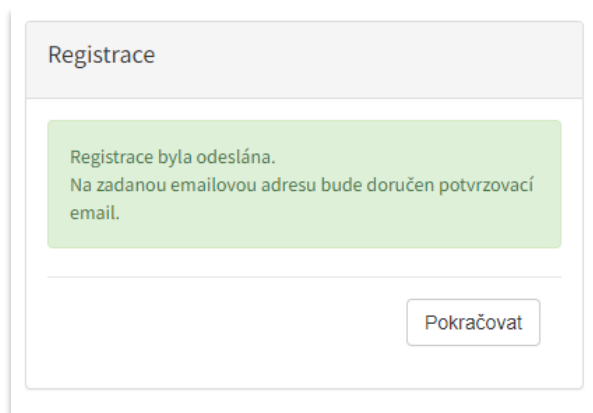 Registrace
Registrace byla odeslána.
Na zadanou emailovou adresu bude doručen potvrzovací
email.
Pokračovat